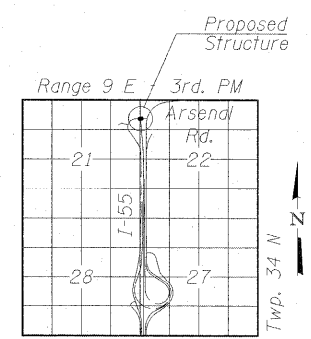 Proposed
Structure
Range 9 E - 3rd. PM
Arsenal
Rd.
21
22
I-55
N
28
27
Twp. 34 N